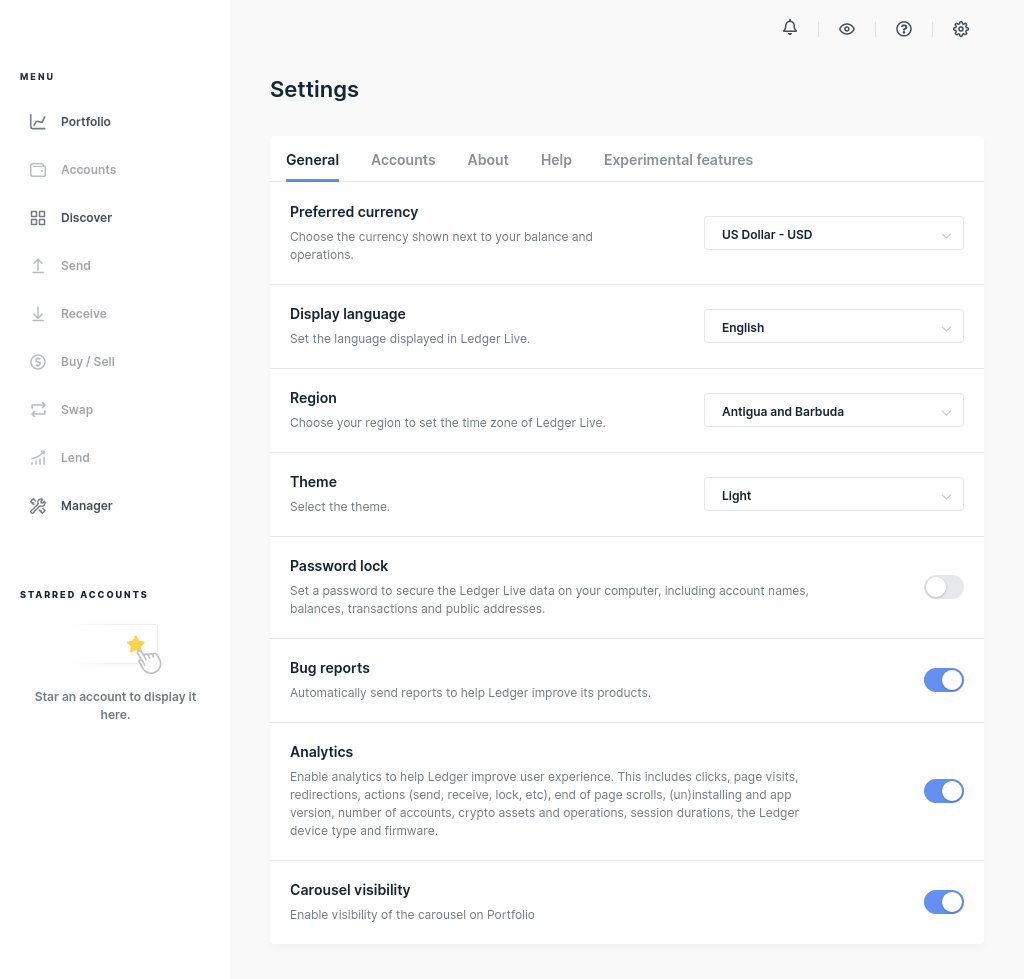 MENU
Portfolio
Accounts
Discover
Send
Receive
Buy / Sell
Swap
Lend
Manager
STARRED ACCOUNTS
Star an account to display it
here.
Settings
General Accounts About Help Experimental features
Preferred currency
Choose the currency shown next to your balance and
operations.
US Dollar - USD
Display language
Set the language displayed in Ledger Live.
English
Region
Choose your region to set the time zone of Ledger Live.
Antigua and Barbuda
Theme
Select the theme.
Light
Password lock
Set a password to secure the Ledger Live data on your computer, including account names,
balances, transactions and public addresses.
Bug reports
Automatically send reports to help Ledger improve its products.
Analytics
Enable analytics to help Ledger improve user experience. This includes clicks, page visits,
redirections, actions (send, receive, lock, etc), end of page scrolls, (un)installing and app
version, number of accounts, crypto assets and operations, session durations, the Ledger
device type and firmware.
Carousel visibility
Enable visibility of the carousel on Portfolio